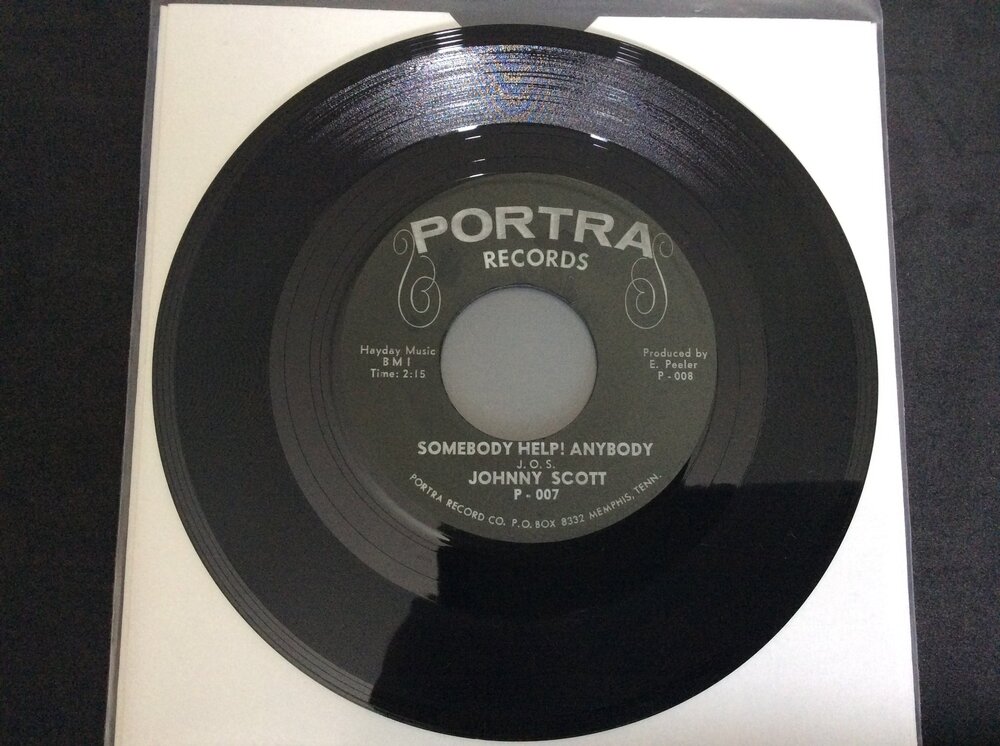 PORTRA
RECORDS
Hayday Music
BMI
Time: 2:15
Produced by
E. Peeler
P - 008
SOMEBODY HELP! ANYBODY
J. O. S.
JOHNNY SCOTT
P - 007
PORTRA RECORD CO. P.O. BOX 8332 MEMPHIS, TENN.